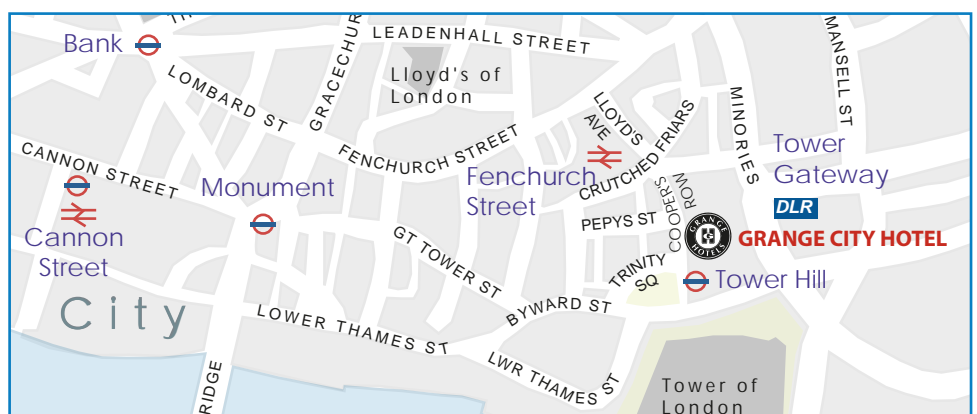 Bank
LEADENHALL STREET
Lloyd's of
London
LOMBARD ST
GRACECHUR
FENCHURCH STREET
LLOYD'S
AVE
CRUTCHED FRIARS
MINORIES
MANSELL ST
Tower
Gateway
DLR
CANNON STREET
Monument
Fenchurch
Street
PEPYS ST
COOPER'S
ROW
GRANGE
HOTELS
GRANGE CITY HOTEL
Cannon
Street
GT TOWER ST
TRINITY
SQ
Tower Hill
City
BYWARD ST
LOWER THAMES ST
LWR THAMES ST
RIDGE
Tower of
London